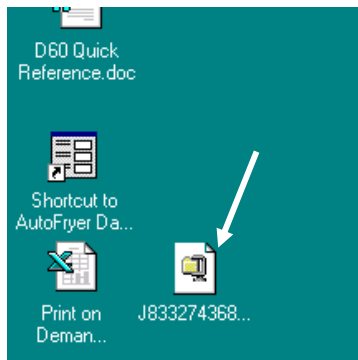 D60 Quick
Reference.doc
Shortcut to
AutoFryer Da...
Print on
Deman...
J833274368...